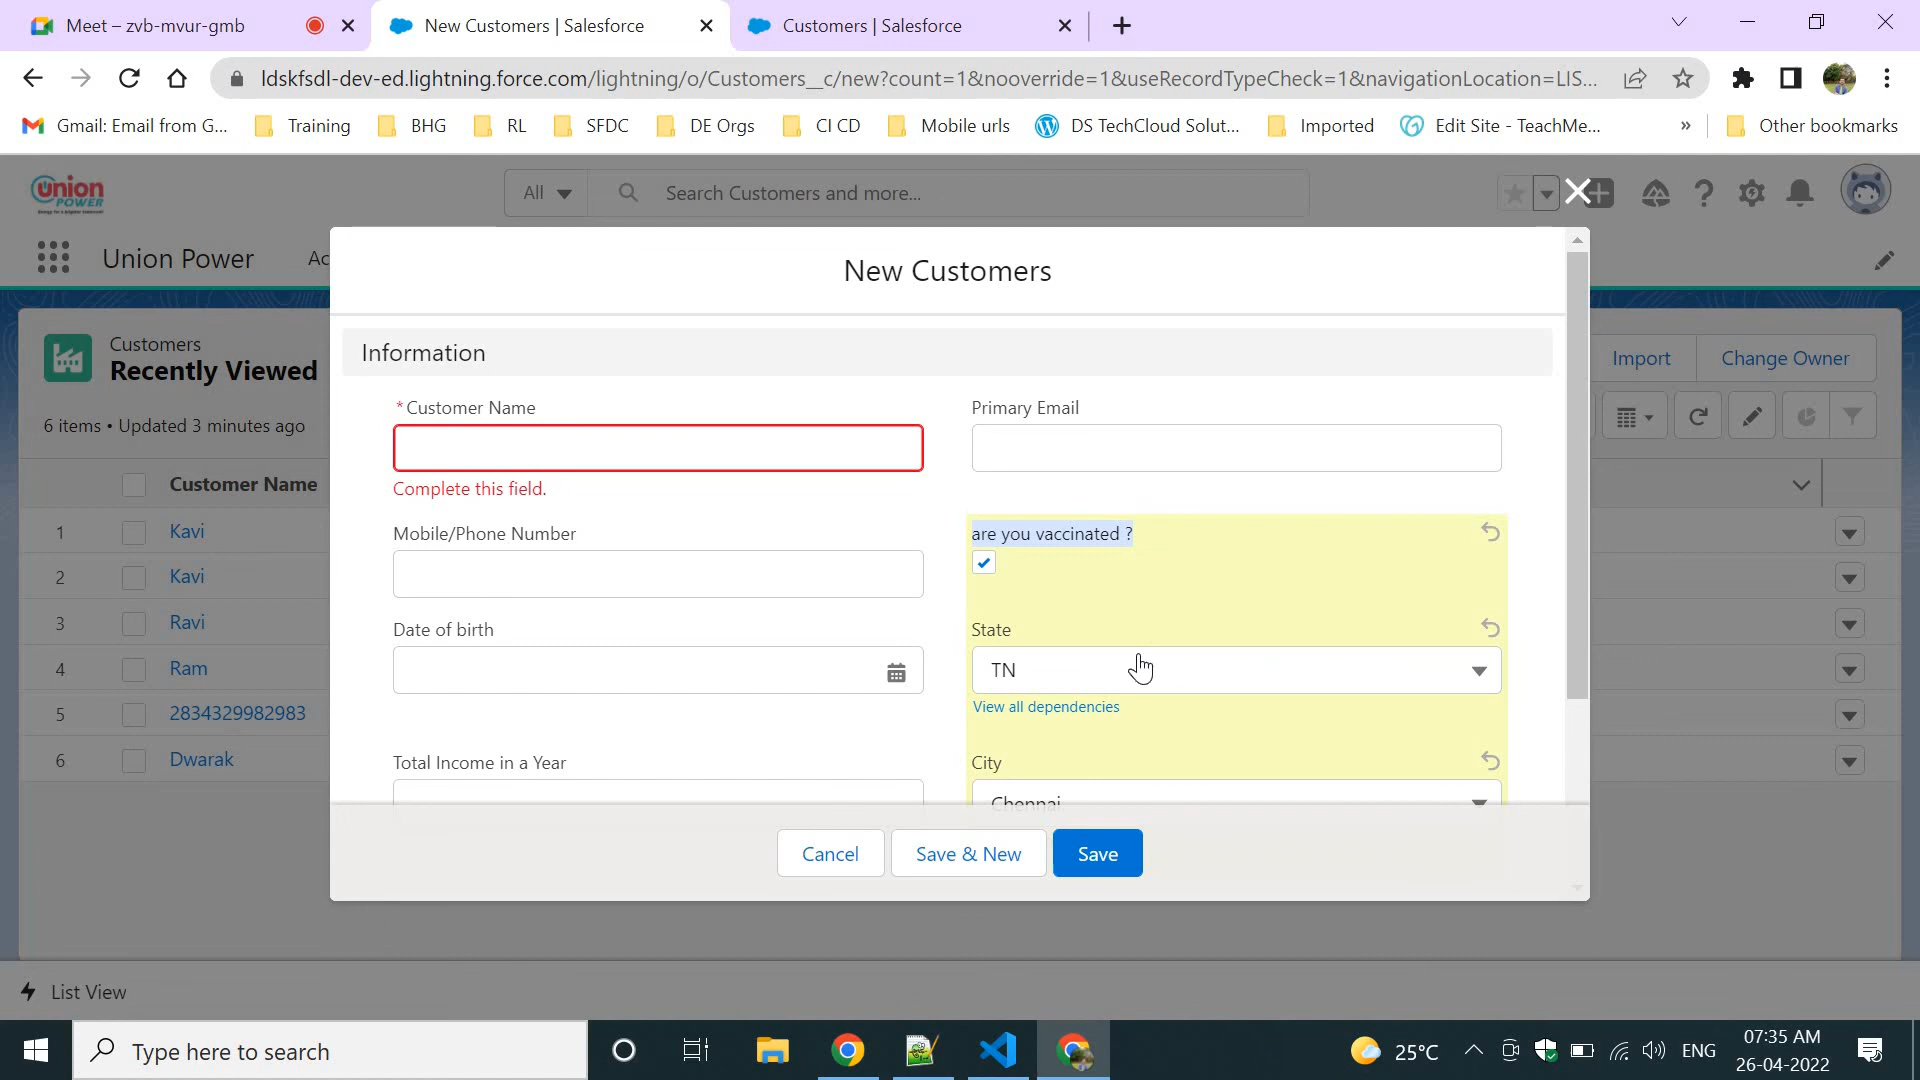 Meet – zvb-mvur-gmb
New Customers | Salesforce
Customers | Salesforce
ldskfsdl-dev-ed.lightning.force.com/lightning/o/Customers__c/new?count=1&nooverride=1&useRecordTypeCheck=1&navigationLocation=LIS...
Gmail: Email from G...
Training
BHG
RL
SFDC
DE Orgs
CI CD
Mobile urls
DS TechCloud Solut...
Imported
Edit Site - TeachMe...
»
Other bookmarks
union
POWER
All
Search Customers and more...
Union Power
Ac
New Customers
Customers
Recently Viewed
Import
Change Owner
6 items • Updated 3 minutes ago
Information
*Customer Name
Primary Email
Complete this field.
Customer Name
1 Kavi
2 Kavi
3 Ravi
4 Ram
5 2834329982983
6 Dwarak
Mobile/Phone Number
are you vaccinated ?
Date of birth
State
TN
View all dependencies
Total Income in a Year
City
Chennai
Cancel
Save & New
Save
List View
Type here to search
25°C
ENG
07:35 AM
26-04-2022